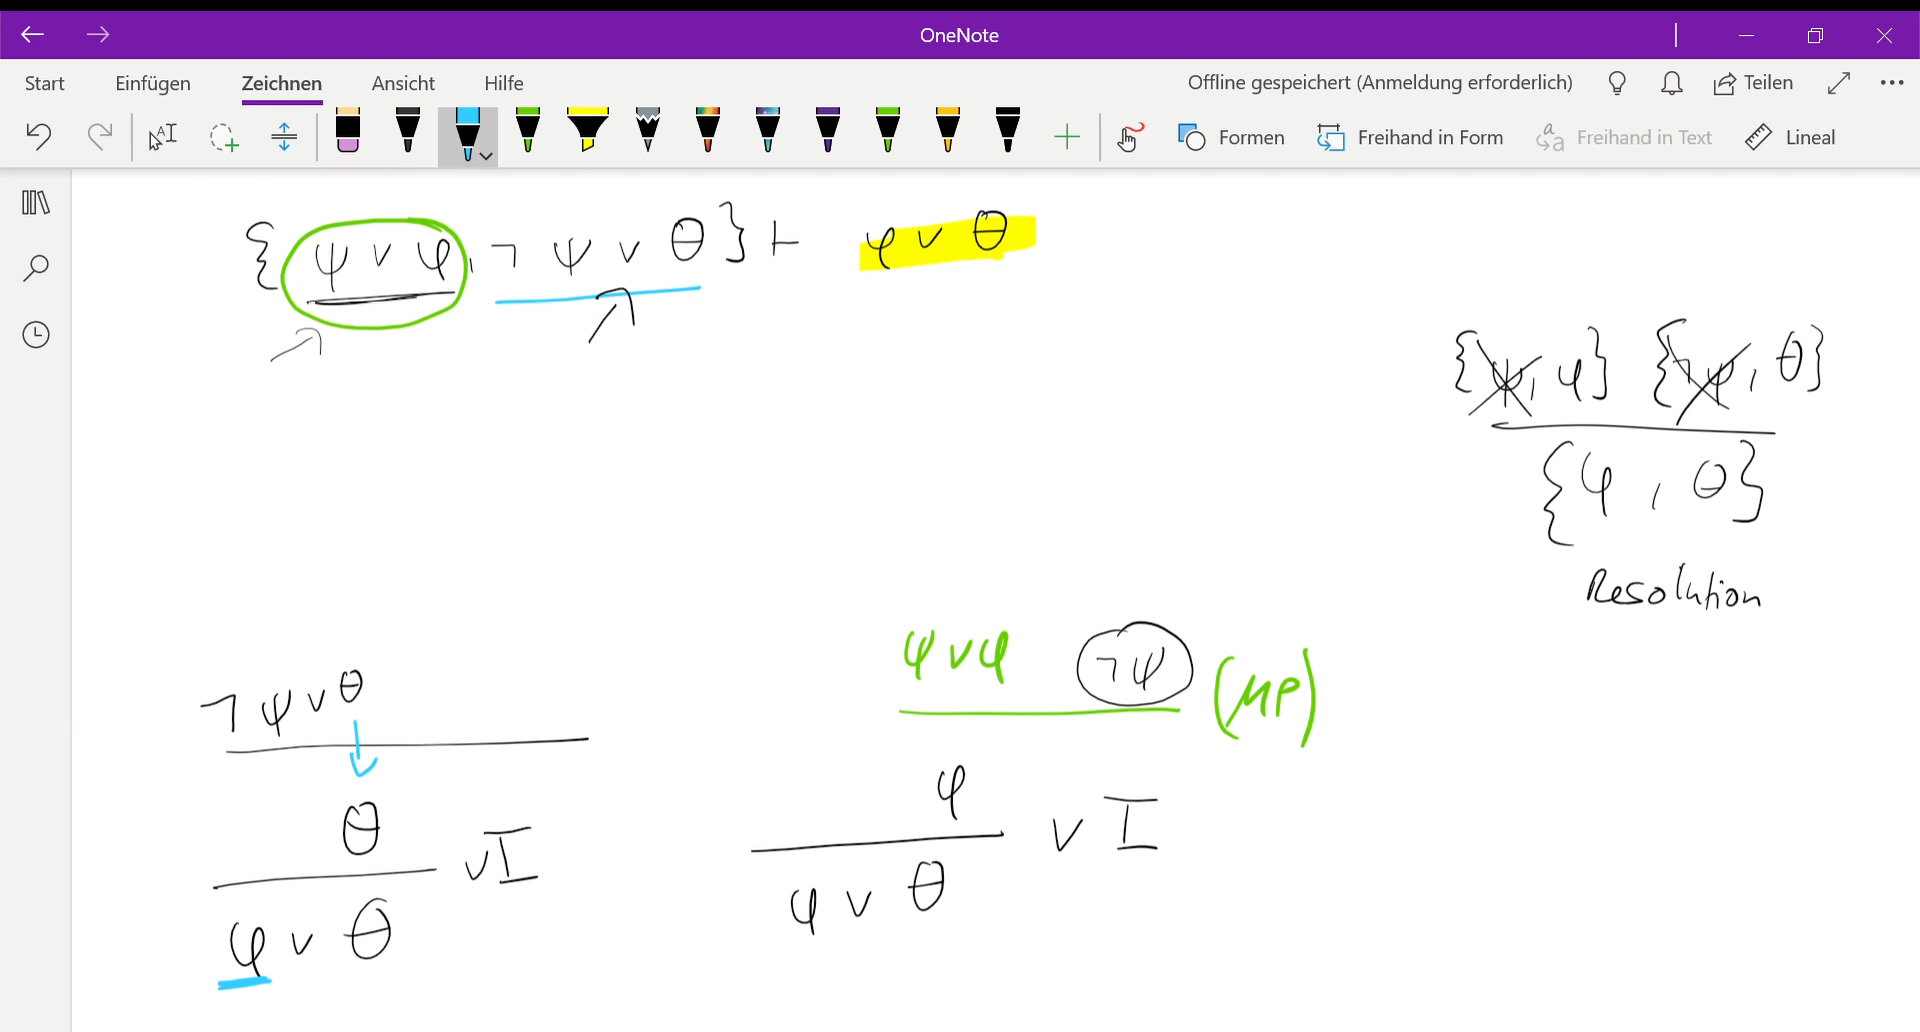 OneNote
Start Einfügen Zeichnen Ansicht Hilfe Offline gespeichert (Anmeldung erforderlich) Teilen
Formen Freihand in Form Freihand in Text Lineal
{ψ ∨ φ, ¬ψ ∨ θ} ⊢ φ ∨ θ
{ψ, φ} {¬ψ, θ}
{φ, θ}
Resolution
ψ ∨ φ ¬ψ (MP)
φ ∨I
φ ∨ θ
¬ψ ∨ θ
θ ∨I
φ ∨ θ